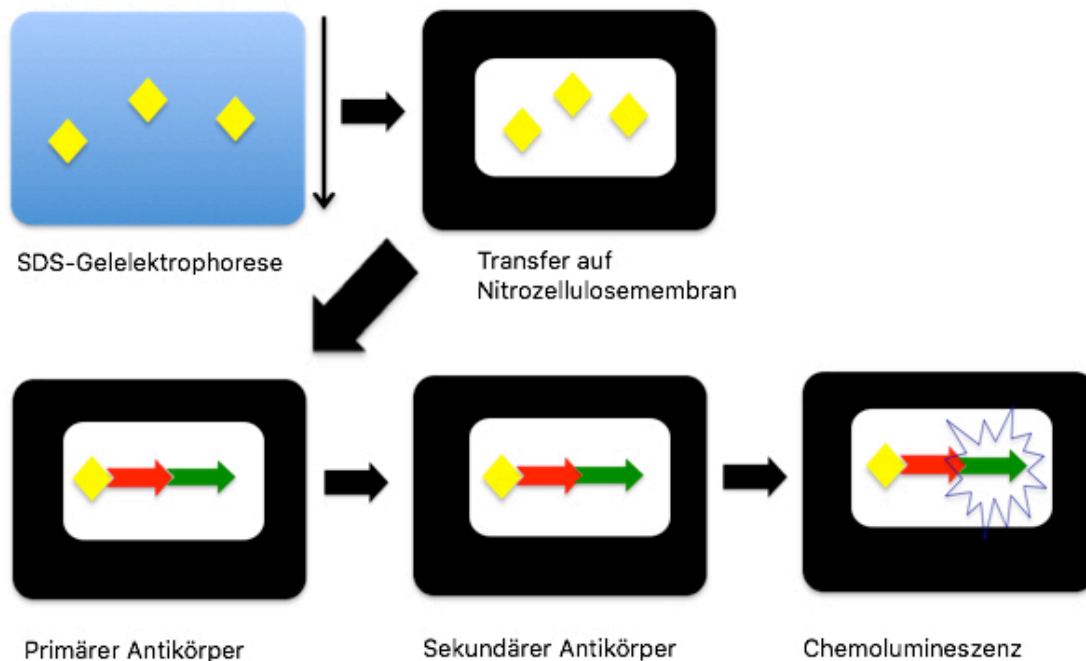 SDS-Gelelektrophorese
Transfer auf
Nitrozellulosemembran
Primärer Antikörper
Sekundärer Antikörper
Chemolumineszenz